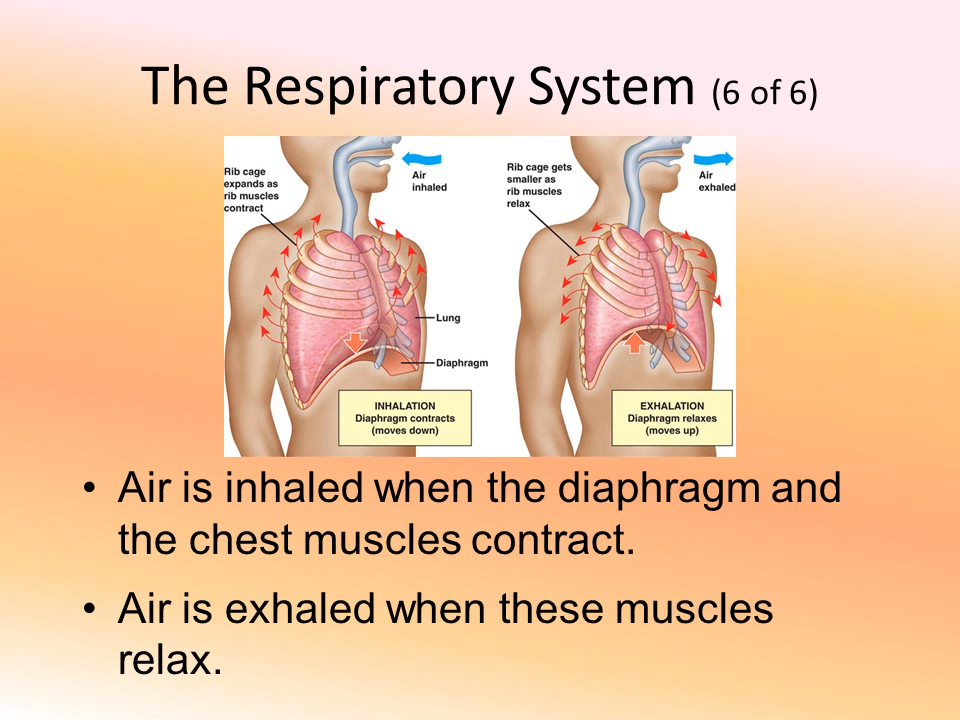 The Respiratory System (6 of 6)
Rib cage
expands as
rib muscles
contract
Air
inhaled
Lung
Diaphragm
INHALATION
Diaphragm contracts
(moves down)
Rib cage gets
smaller as
rib muscles
relax
Air
exhaled
EXHALATION
Diaphragm relaxes
(moves up)
• Air is inhaled when the diaphragm and
the chest muscles contract.
• Air is exhaled when these muscles
relax.